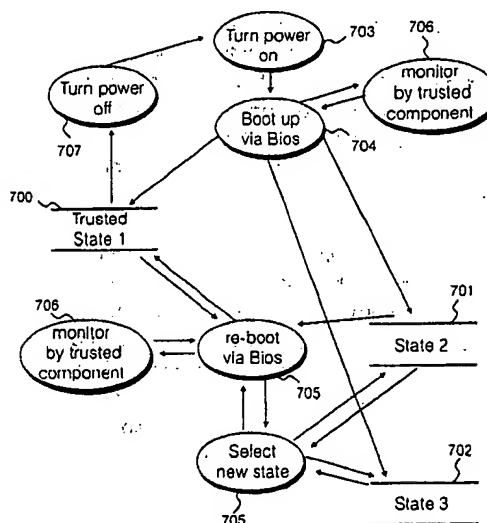 Turn power
on
703
706
monitor
by trusted
component
Turn power
off
707
Boot up
via Bios
704
700
Trusted
State 1
706
monitor
by trusted
component
re-boot
via Bios
705
701
State 2
Select
new state
705
702
State 3